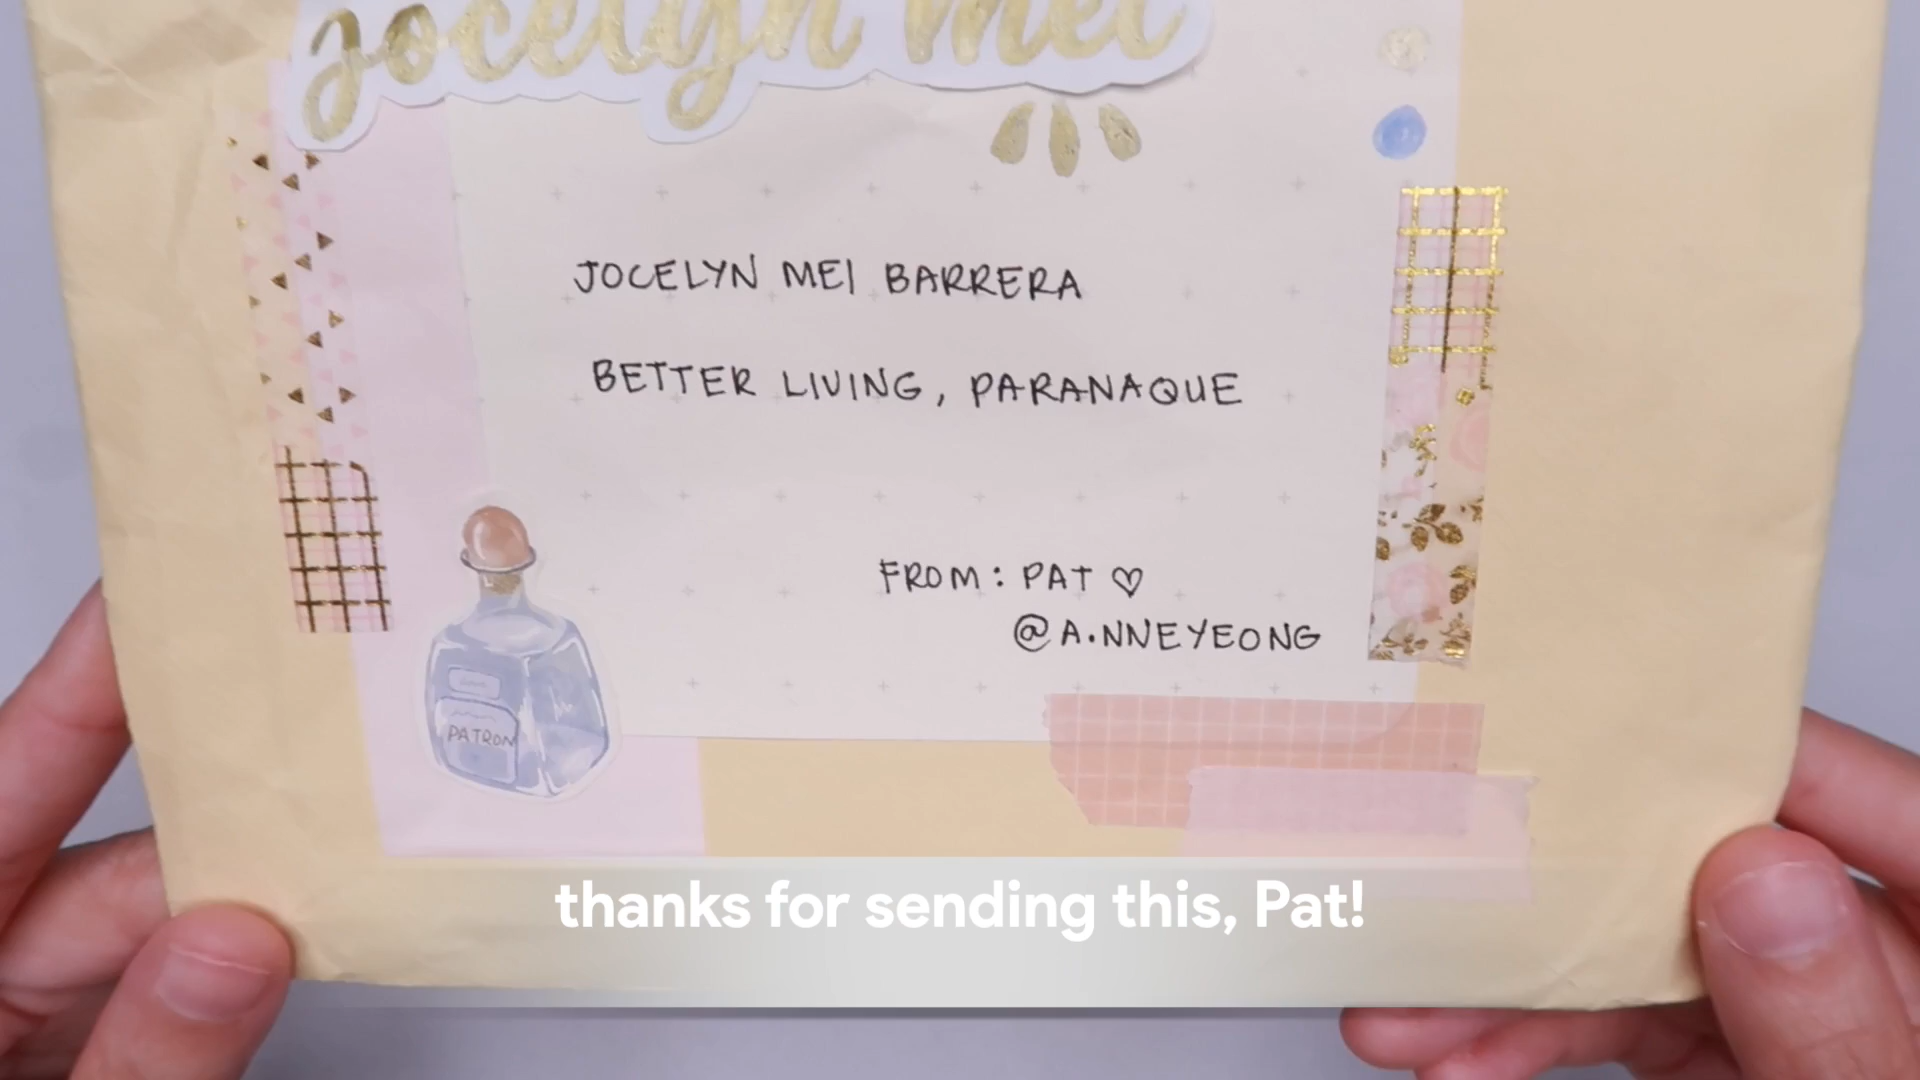 jocelyn mei
JOCELYN MEI BARRERA
BETTER LIVING, PARANAQUE
FROM: PAT ♡
@A.NNEYEONG
PATRON
thanks for sending this, Pat!